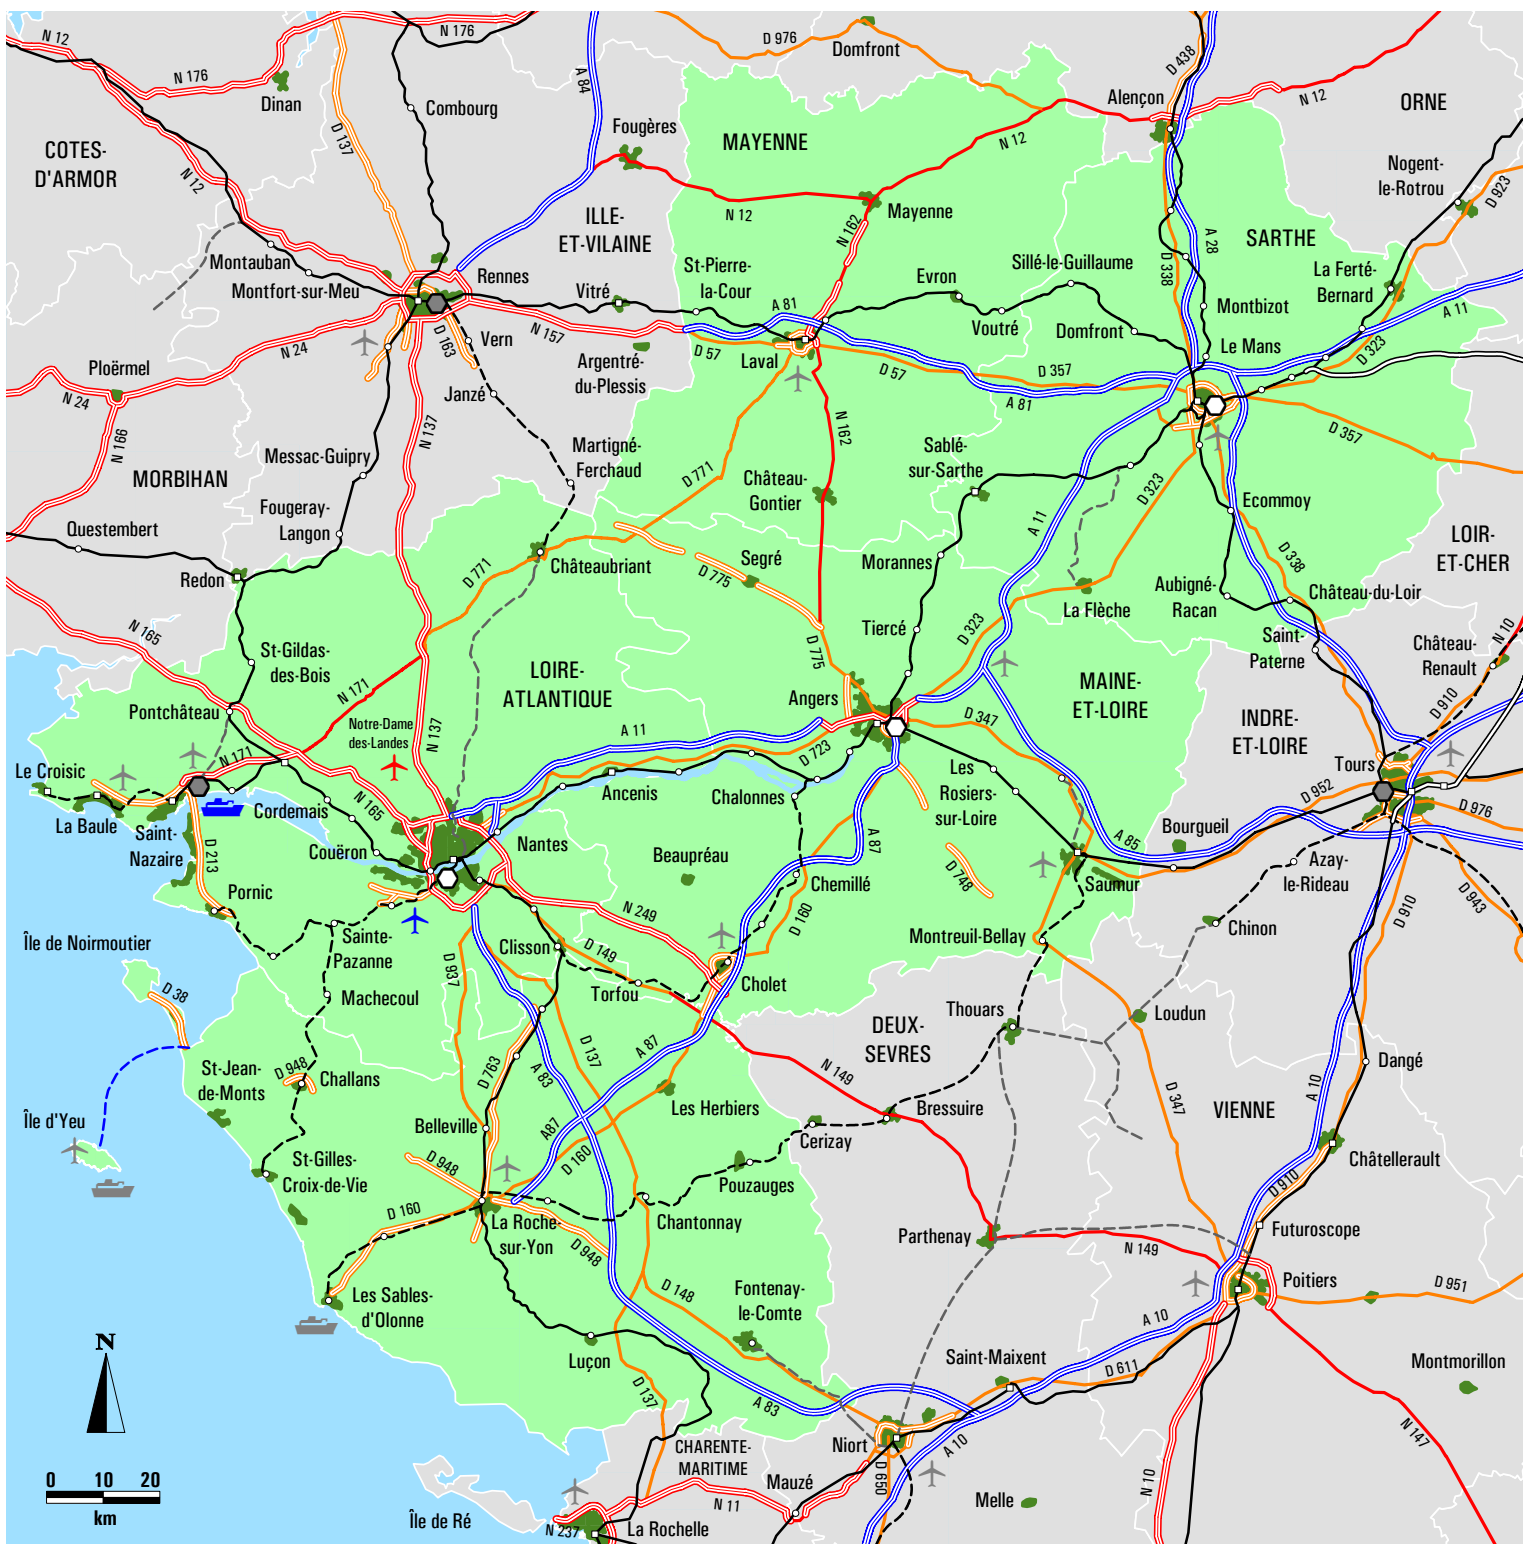 N 12
N 176
N 176
Dinan
Combourg
A 84
D 976
Domfront
D 438
Alençon
N 12
ORNE
COTES-
D'ARMOR
D 137
Fougères
MAYENNE
N 12
Nogent-
le-Rotrou
D 923
N 12
ILLE-
ET-VILAINE
N 12
Mayenne
N 162
A 28
SARTHE
Montauban
Montfort-sur-Meu
Rennes
Vitré
St-Pierre-
la-Cour
Evron
Sillé-le-Guillaume
D 338
La Ferté-
Bernard
A 81
Voutré
Domfront
Montbizot
A 11
D 163
Vern
N 157
N 24
Ploërmel
Argentré-
du-Plessis
D 57
Laval
D 57
D 357
Le Mans
D 323
N 24
Janzé
A 81
N 166
N 137
N 162
D 357
Messac-Guipry
Martigné-
Ferchaud
D 771
Château-
Gontier
Sablé-
sur-Sarthe
MORBIHAN
D 323
Fougeray-
Langon
A 11
Ecommoy
Questembert
LOIR-
ET-CHER
Redon
D 771
Châteaubriant
Segré
D 775
Morannes
D 338
La Flèche
Aubigné-
Racan
Château-du-Loir
N 165
St-Gildas-
des-Bois
Tiercé
D 323
Saint-
Paterne
Château-
Renault
N 10
D 775
LOIRE-
ATLANTIQUE
N 171
Angers
MAINE-
ET-LOIRE
D 910
Pontchâteau
Notre-Dame
des-Landes
N 137
A 11
D 347
INDRE-
ET-LOIRE
D 723
N 171
Le Croisic
Tours
Les
Rosiers-
sur-Loire
Ancenis
Chalonnes
D 952
La Baule
Saint-
Nazaire
Cordemais
N 165
D 976
Couëron
Nantes
A 87
A 85
Bourgueil
D 213
Beaupréau
Chemillé
D 748
Saumur
Azay-
le-Rideau
Pornic
N 249
D 160
D 910
D 943
Île de Noirmoutier
Sainte-
Pazanne
Clisson
D 149
Montreuil-Bellay
Chinon
D 937
Machecoul
Torfou
Cholet
D 38
Thouars
Loudun
DEUX-
SEVRES
St-Jean-
de-Monts
D 948
Challans
D 763
A 83
D 137
A 87
N 149
Dangé
Île d'Yeu
Belleville
A87
Les Herbiers
Bressuire
D 347
VIENNE
A 10
Cerizay
St-Gilles-
Croix-de-Vie
D 948
D 160
Pouzauges
Châtellerault
D 910
D 160
La Roche-
sur-Yon
Chantonnay
Parthenay
Futuroscope
D 948
N 149
Les Sables-
d'Olonne
D 148
Fontenay-
le-Comte
Poitiers
D 951
N
A 10
Luçon
Saint-Maixent
D 611
Montmorillon
D 137
A 83
Niort
A 10
N 147
CHARENTE-
MARITIME
Mauzé
D 650
N 10
0 10 20
km
N 11
Melle
Île de Ré
N 237
La Rochelle